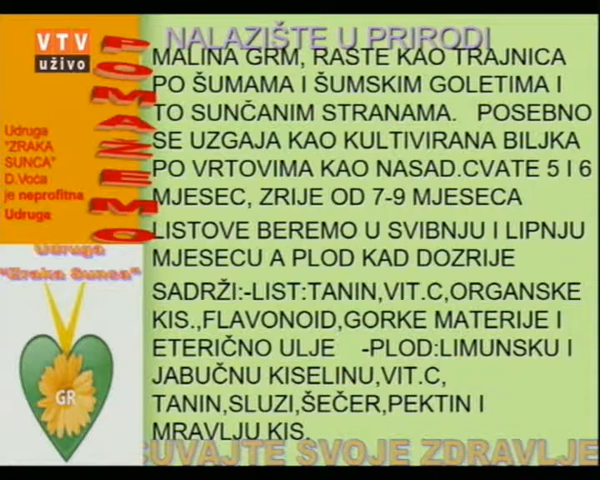 VTV
uživo
POMAŽEMO
Udruga
"ZRAKA
SUNCA"
D.Voća
je neprofitna
Udruga
Udruga
"Zraka Sunca"
GR
NALAZIŠTE U PRIRODI
MALINA GRM, RASTE KAO TRAJNICA
PO ŠUMAMA I ŠUMSKIM GOLETIMA I
TO SUNČANIM STRANAMA. POSEBNO
SE UZGAJA KAO KULTIVIRANA BILJKA
PO VRTOVIMA KAO NASAD.CVATE 5 I 6
MJESEC, ZRIJE OD 7-9 MJESECA
LISTOVE BEREMO U SVIBNJU I LIPNJU
MJESECU A PLOD KAD DOZRIJE
SADRŽI:-LIST:TANIN,VIT.C,ORGANSKE
KIS.,FLAVONOID,GORKE MATERIJE I
ETERIČNO ULJE -PLOD:LIMUNSKU I
JABUČNU KISELINU,VIT.C,
TANIN,SLUZI,ŠEČER,PEKTIN I
MRAVLJU KIS.
ČUVAJTE SVOJE ZDRAVLJE